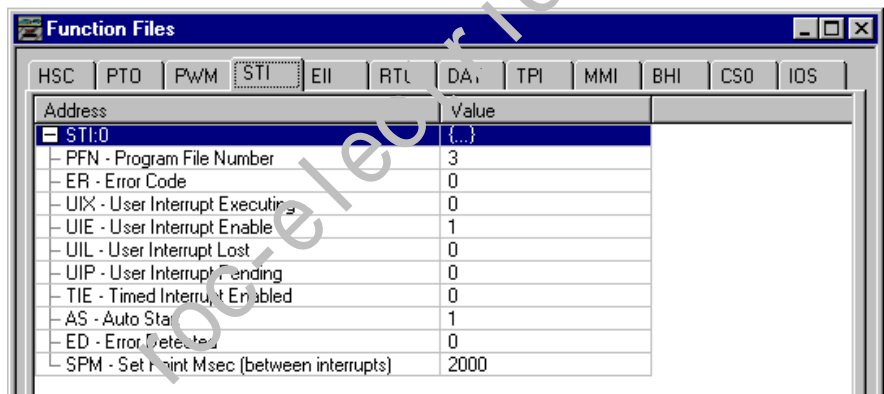 Function Files
HSC PTO PWM STI EII RTC DAT TPI MMI BHI CS0 IOS
Address Value
STI:0 {...}
PFN - Program File Number 3
ER - Error Code 0
UIX - User Interrupt Executing 0
UIE - User Interrupt Enable 1
UIL - User Interrupt Lost 0
UIP - User Interrupt Pending 0
TIE - Timed Interrupt Enabled 0
AS - Auto Start 1
ED - Error Detected 0
SPM - Set Point Msec (between interrupts) 2000
roc-elector